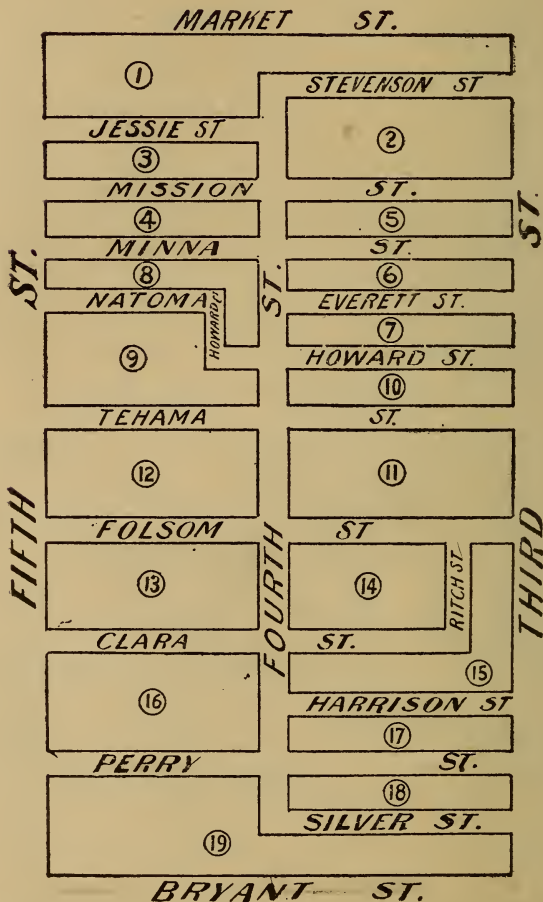 MARKET ST.
①
STEVENSON ST
JESSIE ST
②
③
MISSION ST.
④
⑤
MINNA ST.
⑧
⑥
NATOMA
EVERETT ST.
HOWARD
⑦
⑨
HOWARD ST.
⑩
TEHAMA ST.
⑫
⑪
FOLSOM ST
⑬
⑭
RITCH ST.
CLARA ST.
⑮
⑯
HARRISON ST
⑰
PERRY ST.
⑱
SILVER ST.
⑲
BRYANT ST.
FIFTH ST.
FOURTH ST.
THIRD ST.